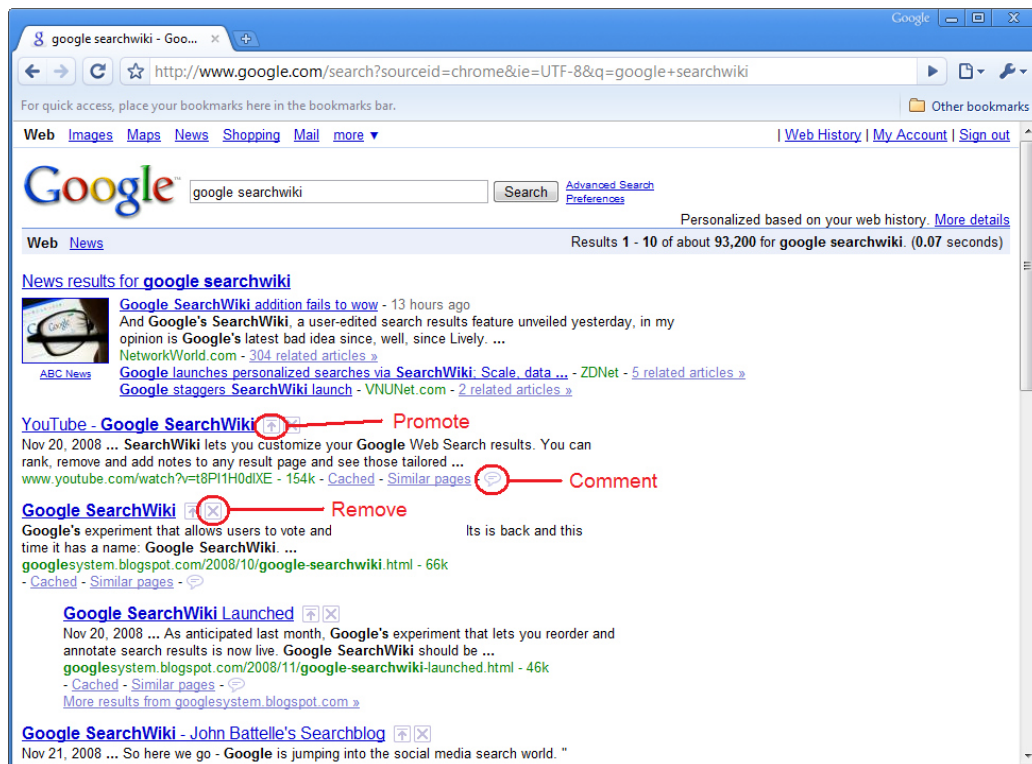 Google
google searchwiki - Goo...
http://www.google.com/search?sourceid=chrome&ie=UTF-8&q=google+searchwiki
For quick access, place your bookmarks here in the bookmarks bar. Other bookmarks
Web Images Maps News Shopping Mail more ▼ | Web History | My Account | Sign out
Google™ google searchwiki Search Advanced Search
Preferences
Personalized based on your web history. More details
Web News Results 1 - 10 of about 93,200 for google searchwiki. (0.07 seconds)
News results for google searchwiki
Google SearchWiki addition fails to wow - 13 hours ago
And Google's SearchWiki, a user-edited search results feature unveiled yesterday, in my
opinion is Google's latest bad idea since, well, since Lively. ...
NetworkWorld.com - 304 related articles »
ABC News Google launches personalized searches via SearchWiki: Scale, data ... - ZDNet - 5 related articles »
Google staggers SearchWiki launch - VNUNet.com - 2 related articles »
YouTube - Google SearchWiki Promote
Nov 20, 2008 ... SearchWiki lets you customize your Google Web Search results. You can
rank, remove and add notes to any result page and see those tailored ...
www.youtube.com/watch?v=t8PI1H0dIXE - 154k - Cached - Similar pages - Comment
Google SearchWiki Remove
Google's experiment that allows users to vote and lts is back and this
time it has a name: Google SearchWiki. ...
googlesystem.blogspot.com/2008/10/google-searchwiki.html - 66k
- Cached - Similar pages -
Google SearchWiki Launched
Nov 20, 2008 ... As anticipated last month, Google's experiment that lets you reorder and
annotate search results is now live. Google SearchWiki should be ...
googlesystem.blogspot.com/2008/11/google-searchwiki-launched.html - 46k
- Cached - Similar pages -
More results from googlesystem.blogspot.com »
Google SearchWiki - John Battelle's Searchblog
Nov 21, 2008 ... So here we go - Google is jumping into the social media search world. "